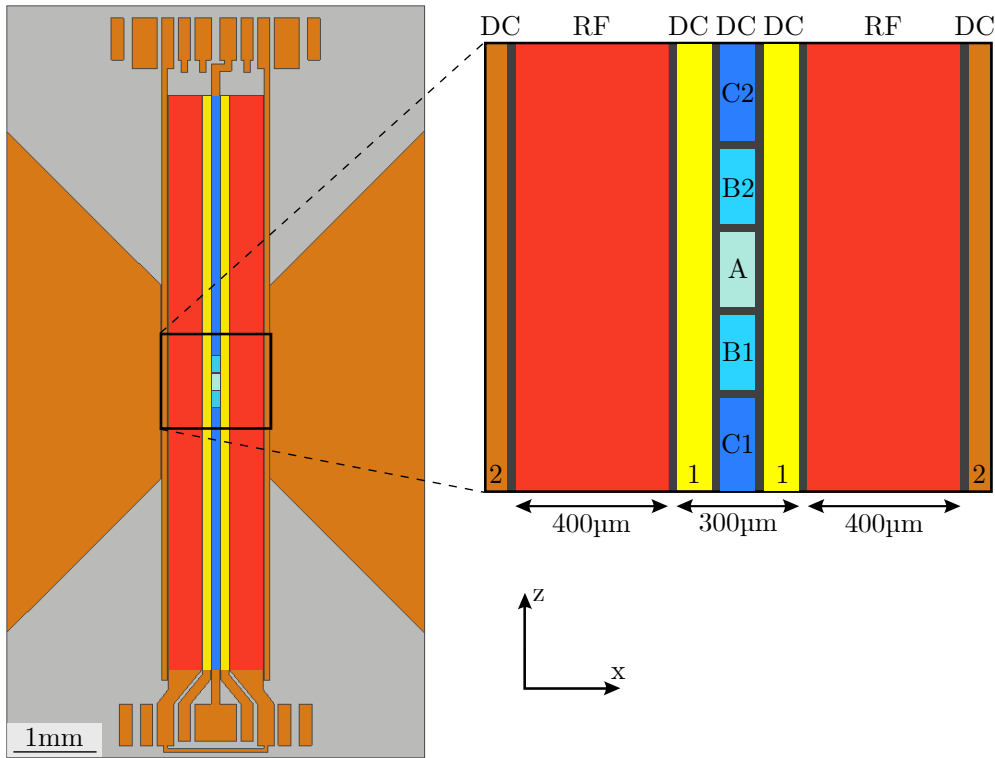 DC RF DC DC DC RF DC
C2
B2
A
B1
C1
2 1 1 2
400µm 300µm 400µm
z
x
1mm